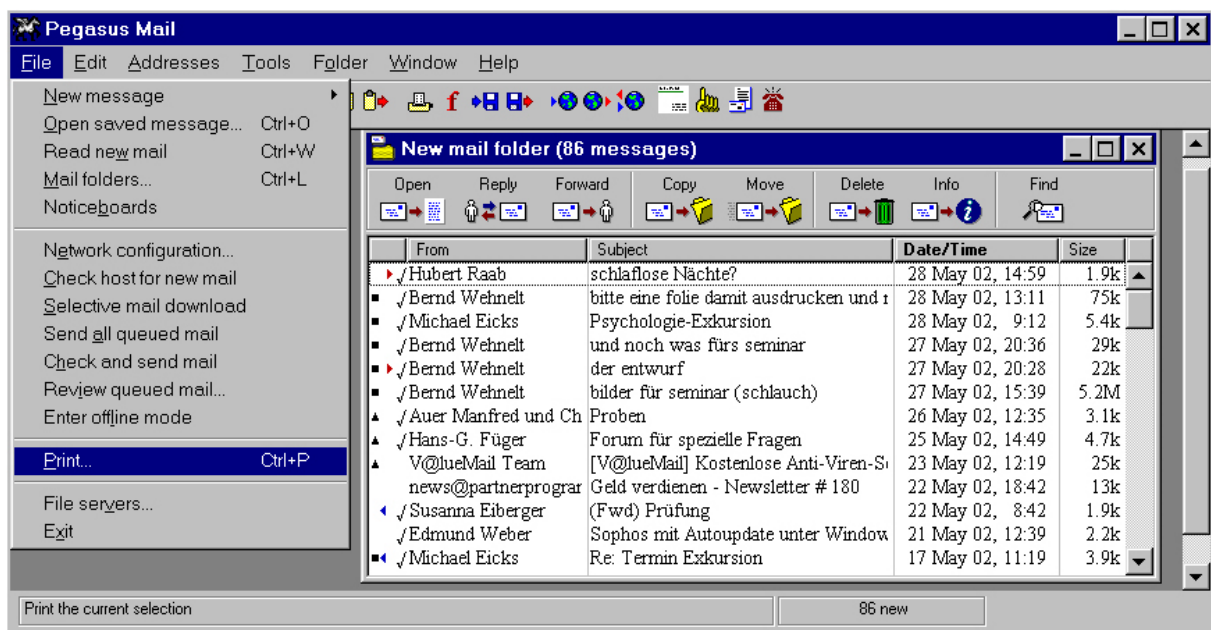 Pegasus Mail
File Edit Addresses Tools Folder Window Help
New message
Open saved message... Ctrl+O
Read new mail Ctrl+W
Mail folders... Ctrl+L
Noticeboards
Network configuration...
Check host for new mail
Selective mail download
Send all queued mail
Check and send mail
Review queued mail...
Enter offline mode
Print... Ctrl+P
File servers...
Exit
New mail folder (86 messages)
Open Reply Forward Copy Move Delete Info Find
From Subject Date/Time Size
Hubert Raab schlaflose Nächte? 28 May 02, 14:59 1.9k
Bernd Wehnelt bitte eine folie damit ausdrucken und 28 May 02, 13:11 75k
Michael Eicks Psychologie-Exkursion 28 May 02, 9:12 5.4k
Bernd Wehnelt und noch was fürs seminar 27 May 02, 20:36 29k
Bernd Wehnelt der entwurf 27 May 02, 20:28 22k
Bernd Wehnelt bilder für seminar (schlauch) 27 May 02, 15:39 5.2M
Auer Manfred und Ch Proben 26 May 02, 12:35 3.1k
Hans-G. Füger Forum für spezielle Fragen 25 May 02, 14:49 4.7k
V@lueMail Team [V@lueMail] Kostenlose Anti-Viren-S 23 May 02, 12:19 25k
news@partnerprograr Geld verdienen - Newsletter # 180 22 May 02, 18:42 13k
Susanna Eiberger (Fwd) Prüfung 22 May 02, 8:42 1.9k
Edmund Weber Sophos mit Autoupdate unter Window 21 May 02, 12:39 2.2k
Michael Eicks Re: Termin Exkursion 17 May 02, 11:19 3.9k
Print the current selection 86 new